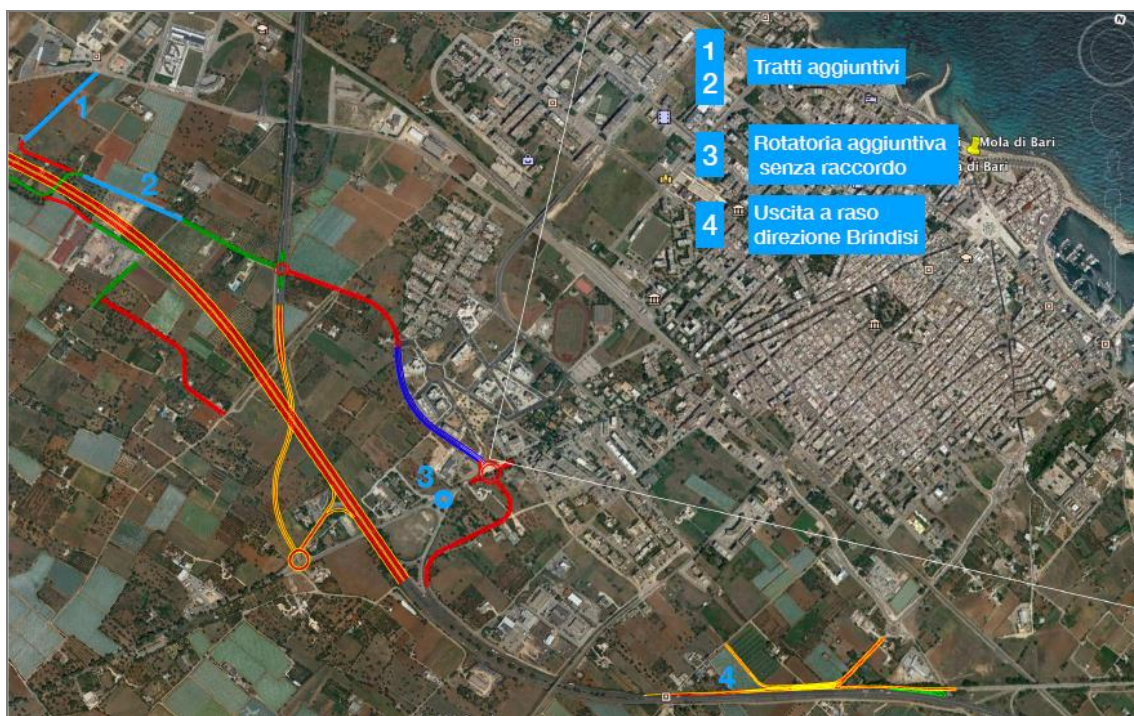 N
1
2
Tratti aggiuntivi
3
Rotatoria aggiuntiva
senza raccordo
4
Uscita a raso
direzione Brindisi
Mola di Bari
di Bari
1
2
3
4